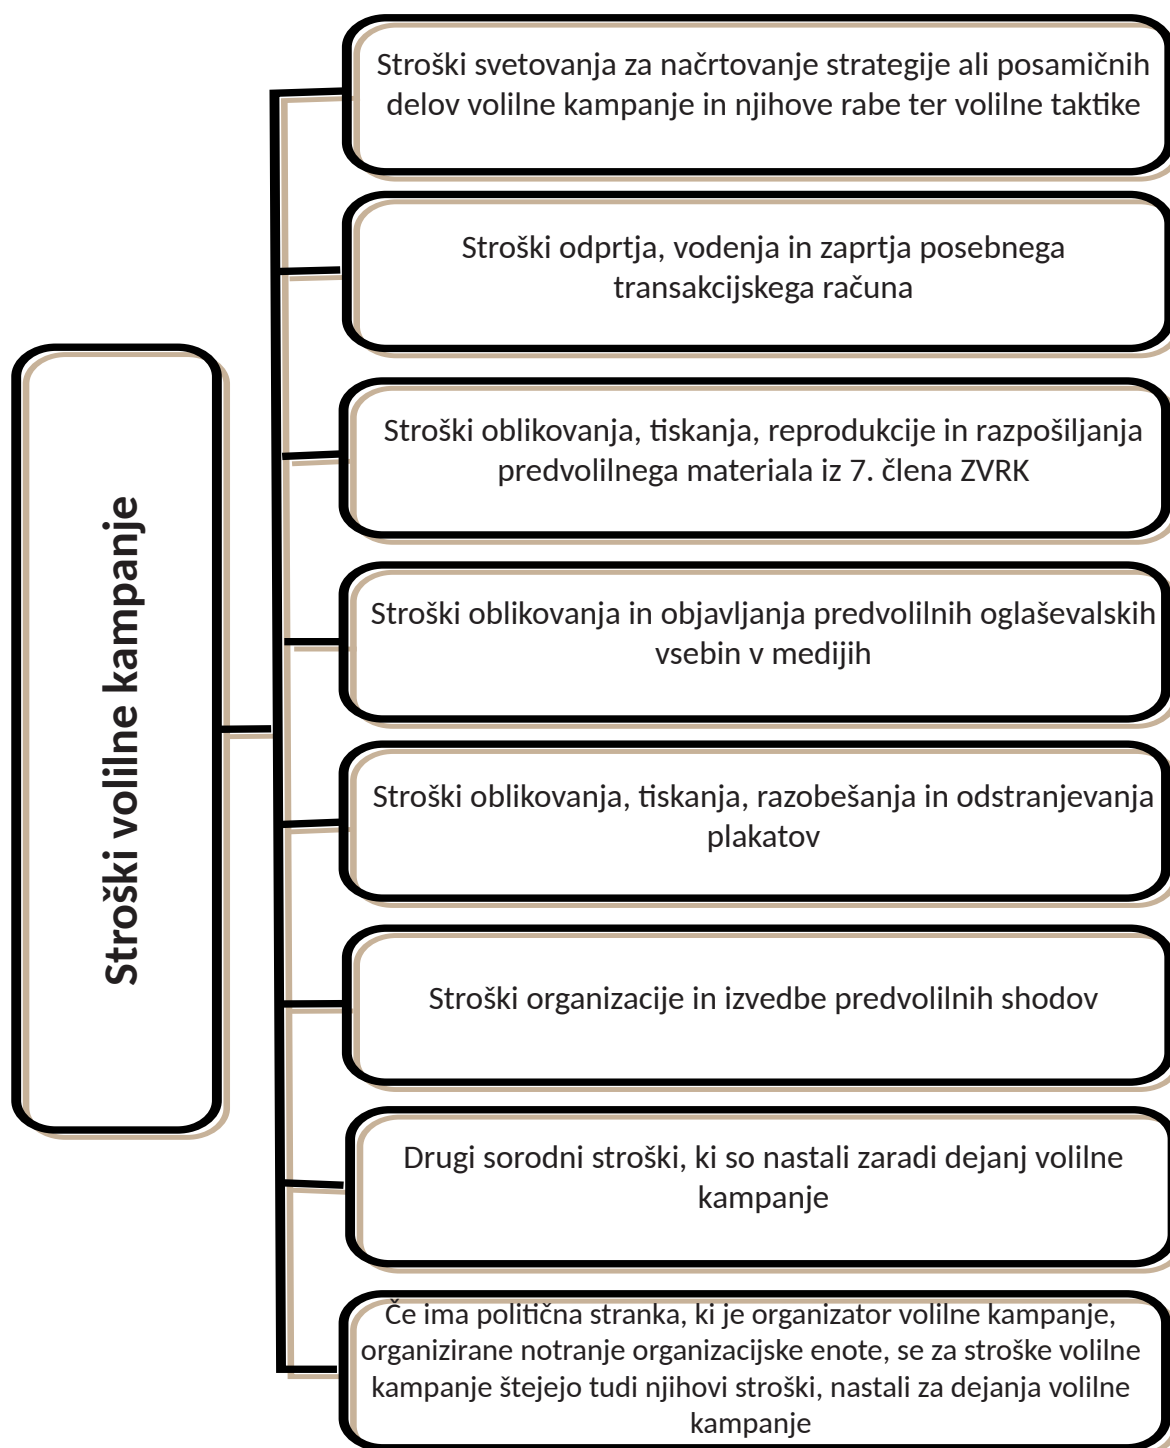 Stroški volilne kampanje
Stroški svetovanja za načrtovanje strategije ali posamičnih
delov volilne kampanje in njihove rabe ter volilne taktike
Stroški odprtja, vodenja in zaprtja posebnega
transakcijskega računa
Stroški oblikovanja, tiskanja, reprodukcije in razpošiljanja
predvolilnega materiala iz 7. člena ZVRK
Stroški oblikovanja in objavljanja predvolilnih oglaševalskih
vsebin v medijih
Stroški oblikovanja, tiskanja, razobešanja in odstranjevanja
plakatov
Stroški organizacije in izvedbe predvolilnih shodov
Drugi sorodni stroški, ki so nastali zaradi dejanj volilne
kampanje
Če ima politična stranka, ki je organizator volilne kampanje,
organizirane notranje organizacijske enote, se za stroške volilne
kampanje štejejo tudi njihovi stroški, nastali za dejanja volilne
kampanje